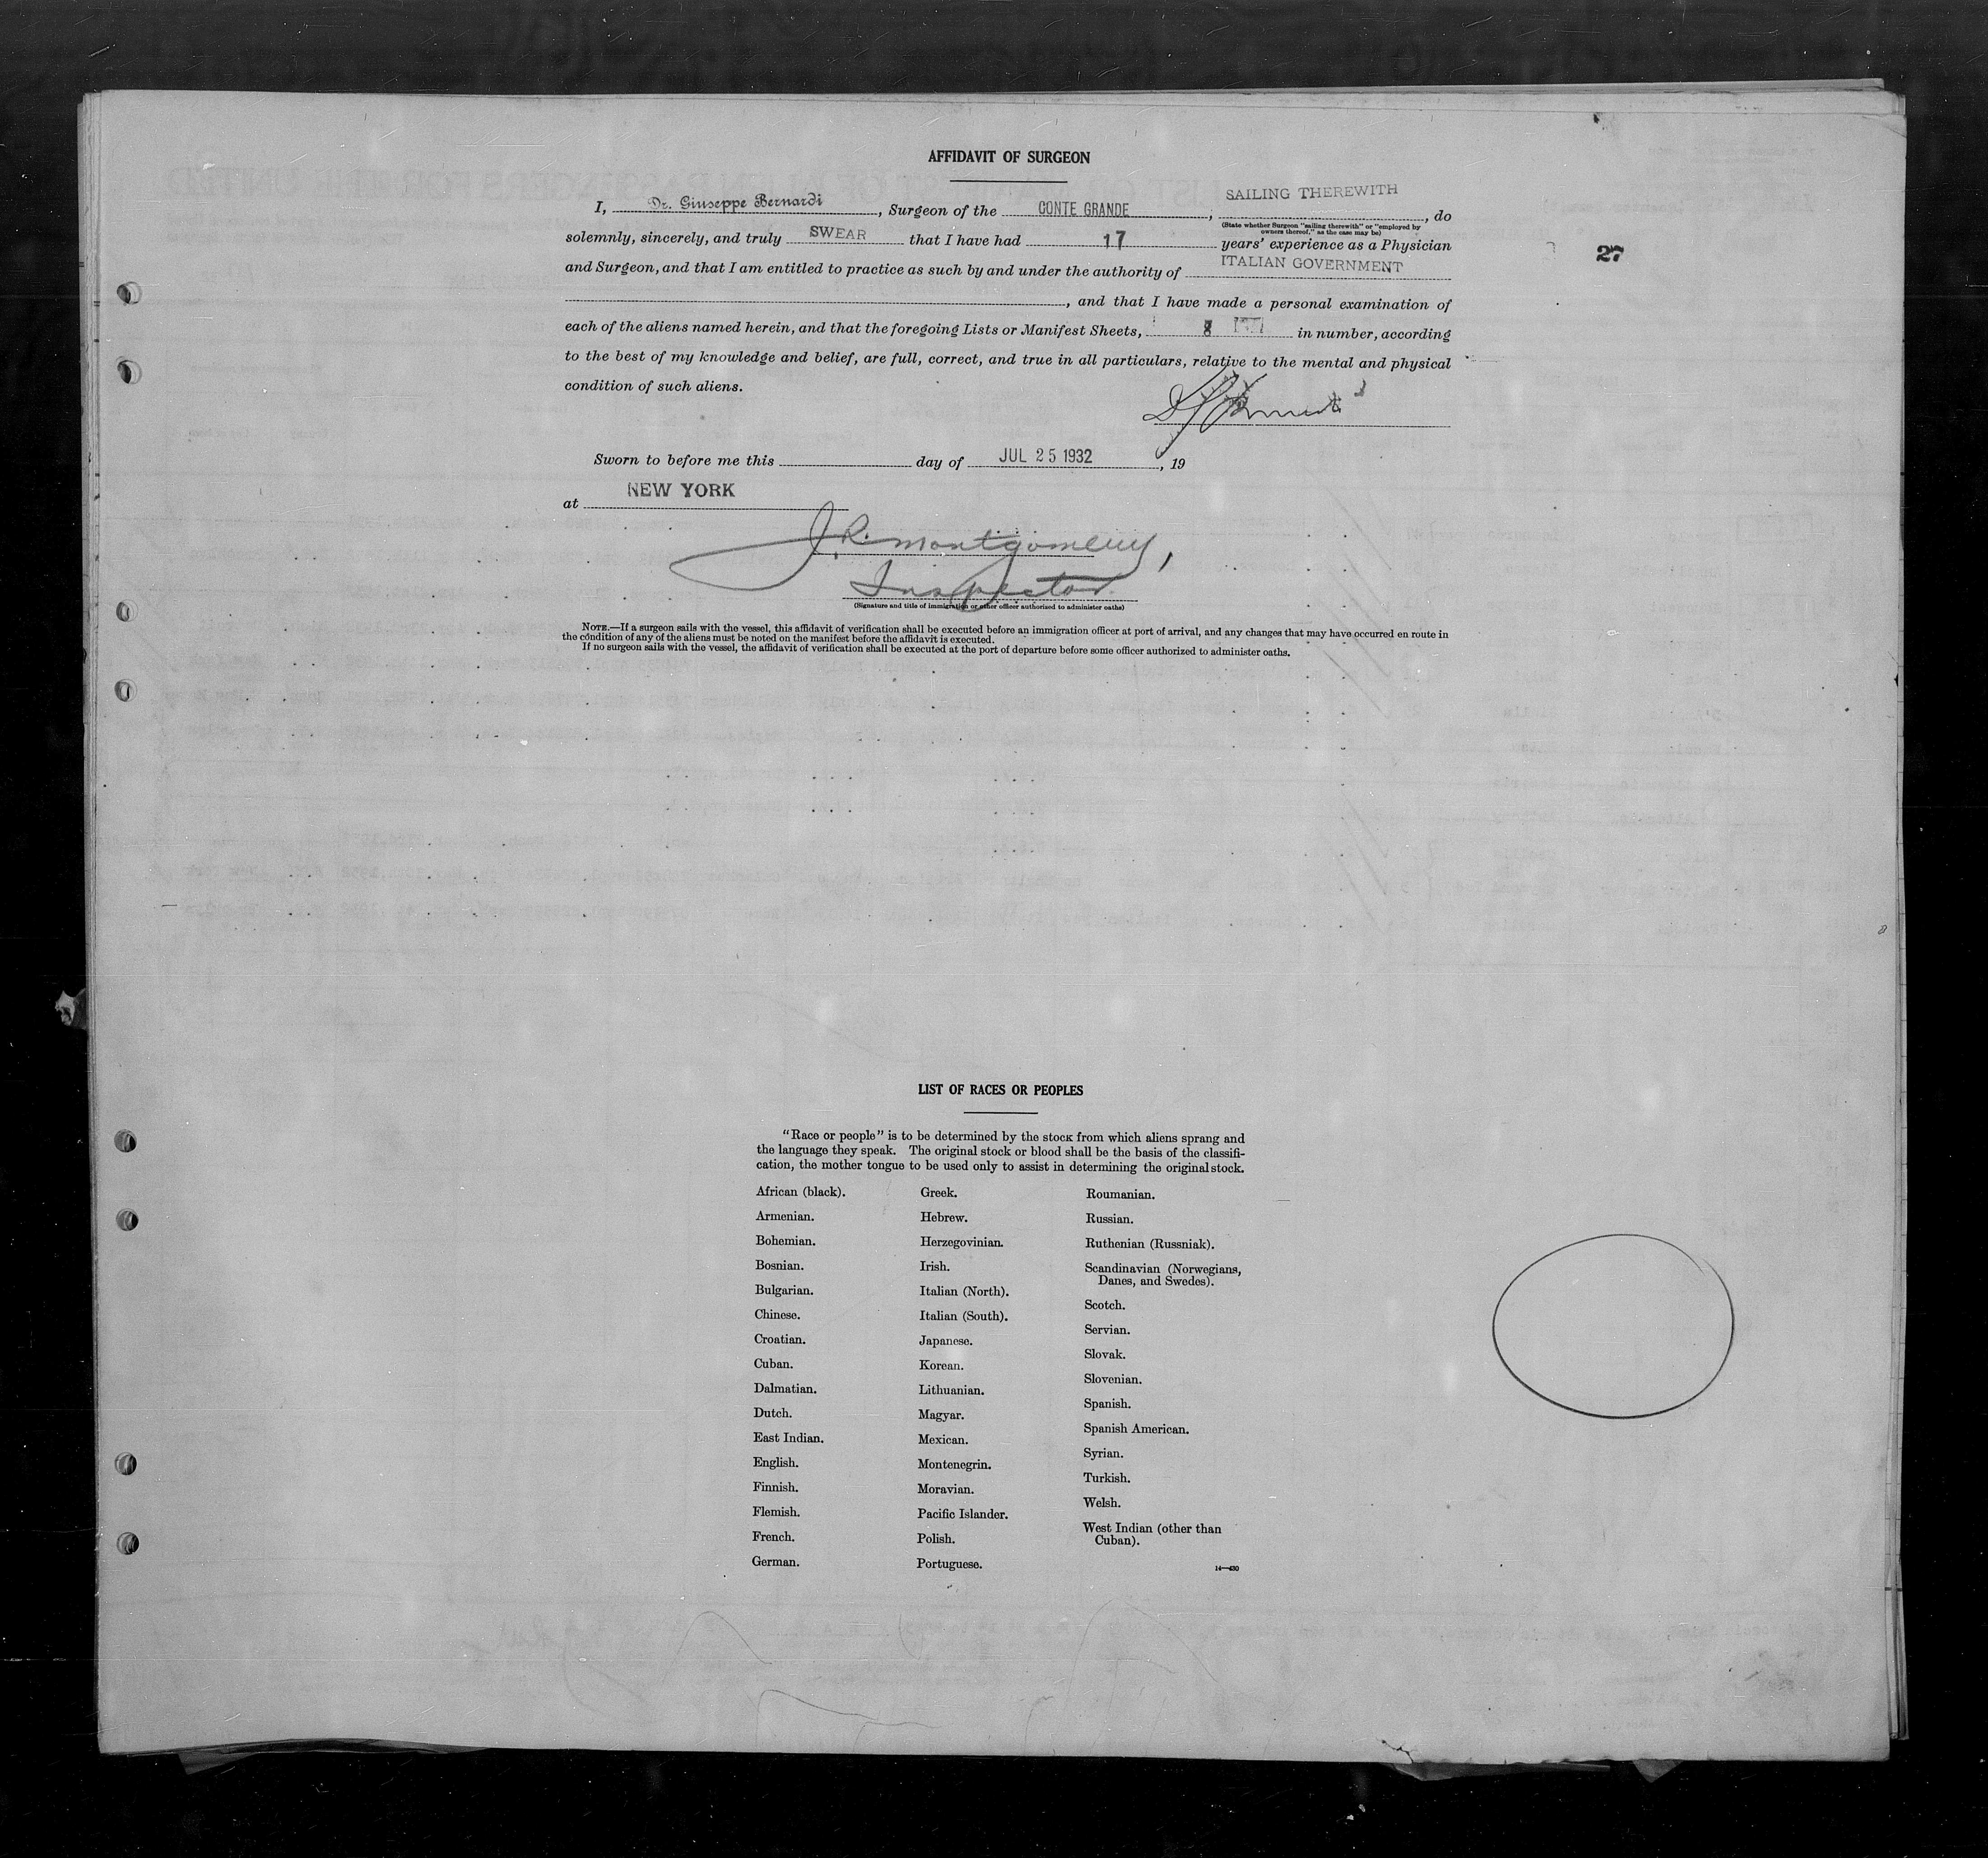 AFFIDAVIT OF SURGEON
SAILING THEREWITH
I, Dr. Giuseppe Bernardi, Surgeon of the CONTE GRANDE, , do
(State whether Surgeon "sailing therewith" or "employed by
owners thereof," as the case may be)
solemnly, sincerely, and truly SWEAR that I have had 17 years' experience as a Physician
27
and Surgeon, and that I am entitled to practice as such by and under the authority of ITALIAN GOVERNMENT
, and that I have made a personal examination of
each of the aliens named herein, and that the foregoing Lists or Manifest Sheets, 8 in number, according
to the best of my knowledge and belief, are full, correct, and true in all particulars, relative to the mental and physical
condition of such aliens.
Sworn to before me this day of JUL 25 1932, 19
NEW YORK
at
J. R. Montgomery,
Inspector
(Signature and title of immigration or other officer authorized to administer oaths)
NOTE.—If a surgeon sails with the vessel, this affidavit of verification shall be executed before an immigration officer at port of arrival, and any changes that may have occurred en route in
the condition of any of the aliens must be noted on the manifest before the affidavit is executed.
If no surgeon sails with the vessel, the affidavit of verification shall be executed at the port of departure before some officer authorized to administer oaths.
LIST OF RACES OR PEOPLES
"Race or people" is to be determined by the stock from which aliens sprang and
the language they speak. The original stock or blood shall be the basis of the classifi-
cation, the mother tongue to be used only to assist in determining the original stock.
African (black).
Armenian.
Bohemian.
Bosnian.
Bulgarian.
Chinese.
Croatian.
Cuban.
Dalmatian.
Dutch.
East Indian.
English.
Finnish.
Flemish.
French.
German.
Greek.
Hebrew.
Herzegovinian.
Irish.
Italian (North).
Italian (South).
Japanese.
Korean.
Lithuanian.
Magyar.
Mexican.
Montenegrin.
Moravian.
Pacific Islander.
Polish.
Portuguese.
Roumanian.
Russian.
Ruthenian (Russniak).
Scandinavian (Norwegians,
Danes, and Swedes).
Scotch.
Servian.
Slovak.
Slovenian.
Spanish.
Spanish American.
Syrian.
Turkish.
Welsh.
West Indian (other than
Cuban).
14—430